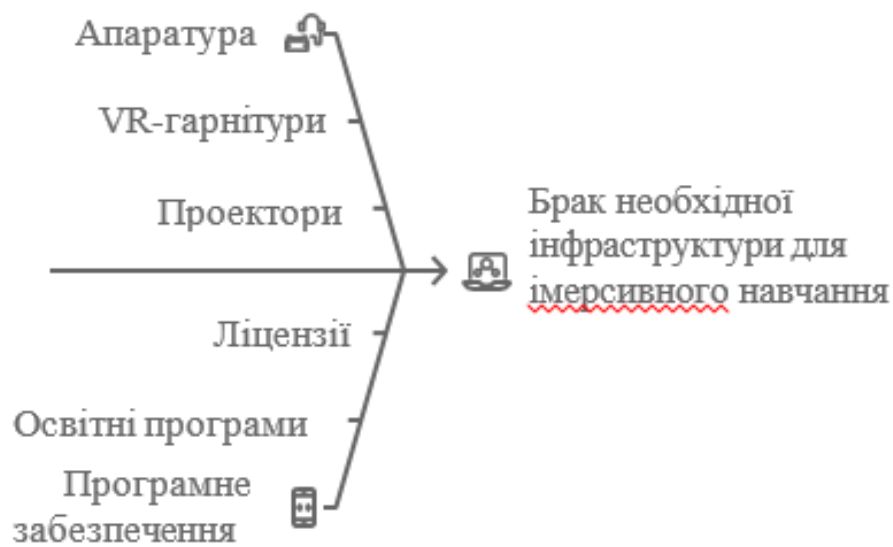 Апаратура
VR-гарнітури
Проектори
Брак необхідної
інфраструктури для
імерсивного навчання
Ліцензії
Освітні програми
Програмне
забезпечення